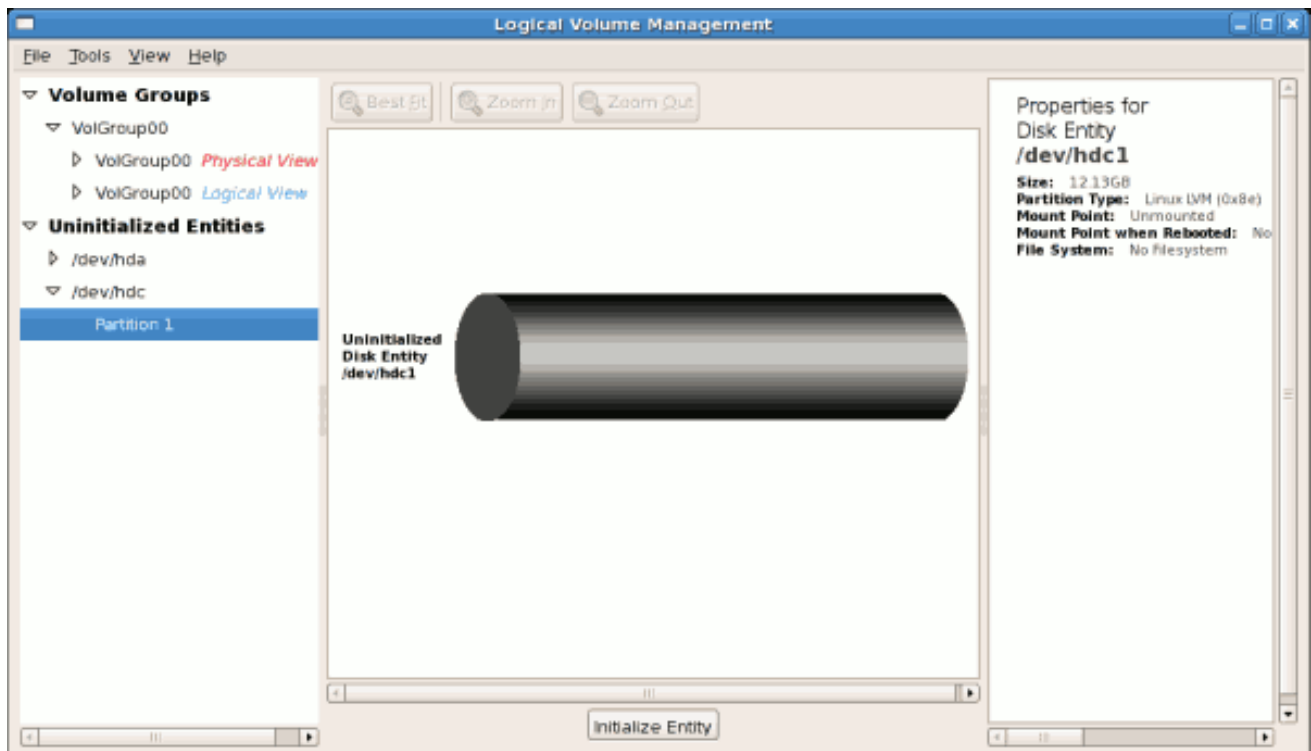 Logical Volume Management
File Tools View Help
Volume Groups
VolGroup00
VolGroup00 Physical View
VolGroup00 Logical View
Uninitialized Entities
/dev/hda
/dev/hdc
Partition 1
Best Fit Zoom In Zoom Out
Uninitialized
Disk Entity
/dev/hdc1
Initialize Entity
Properties for
Disk Entity
/dev/hdc1
Size: 12.13GB
Partition Type: Linux LVM (0x8e)
Mount Point: Unmounted
Mount Point when Rebooted: No
File System: No filesystem